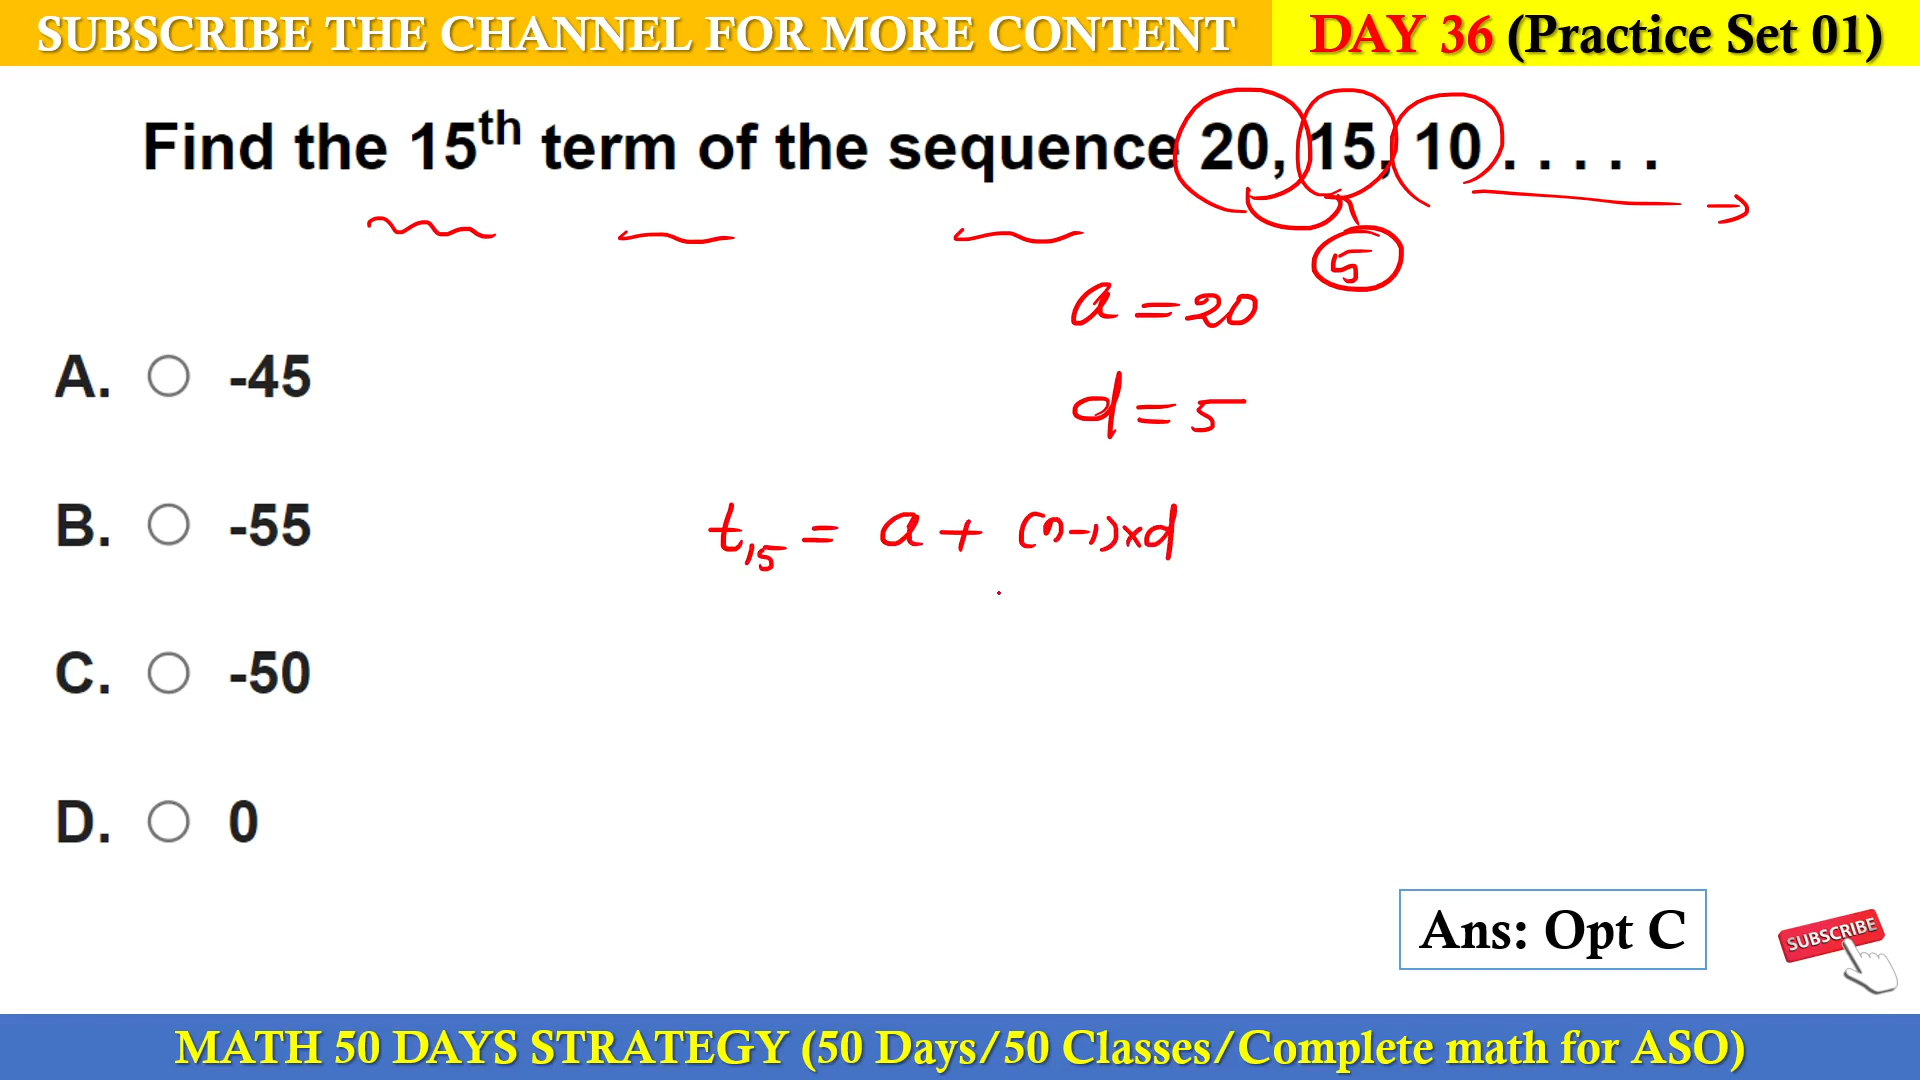 SUBSCRIBE THE CHANNEL FOR MORE CONTENT
DAY 36 (Practice Set 01)
Find the 15th term of the sequence 20, 15, 10 . . . . .
5
a = 20
d = 5
A. -45
B. -55
t15 = a + (n-1)×d
C. -50
D. 0
Ans: Opt C
SUBSCRIBE
MATH 50 DAYS STRATEGY (50 Days/50 Classes/Complete math for ASO)